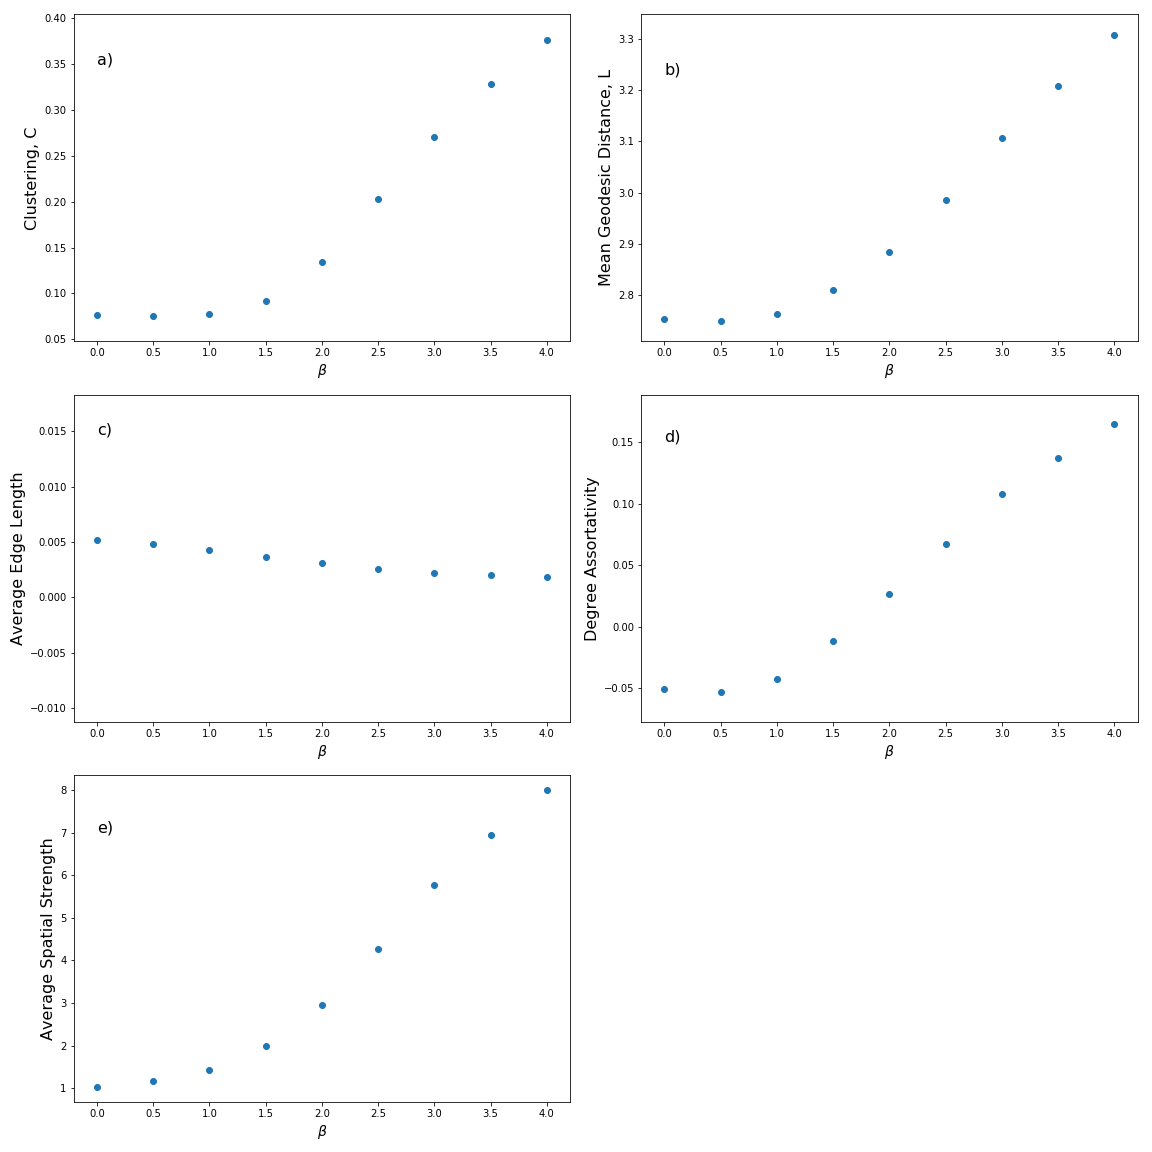 a)
Clustering, C
0.40
0.35
0.30
0.25
0.20
0.15
0.10
0.05
0.0 0.5 1.0 1.5 2.0 2.5 3.0 3.5 4.0
β
b)
Mean Geodesic Distance, L
3.3
3.2
3.1
3.0
2.9
2.8
0.0 0.5 1.0 1.5 2.0 2.5 3.0 3.5 4.0
β
c)
Average Edge Length
0.015
0.010
0.005
0.000
−0.005
−0.010
0.0 0.5 1.0 1.5 2.0 2.5 3.0 3.5 4.0
β
d)
Degree Assortativity
0.15
0.10
0.05
0.00
−0.05
0.0 0.5 1.0 1.5 2.0 2.5 3.0 3.5 4.0
β
e)
Average Spatial Strength
8
7
6
5
4
3
2
1
0.0 0.5 1.0 1.5 2.0 2.5 3.0 3.5 4.0
β